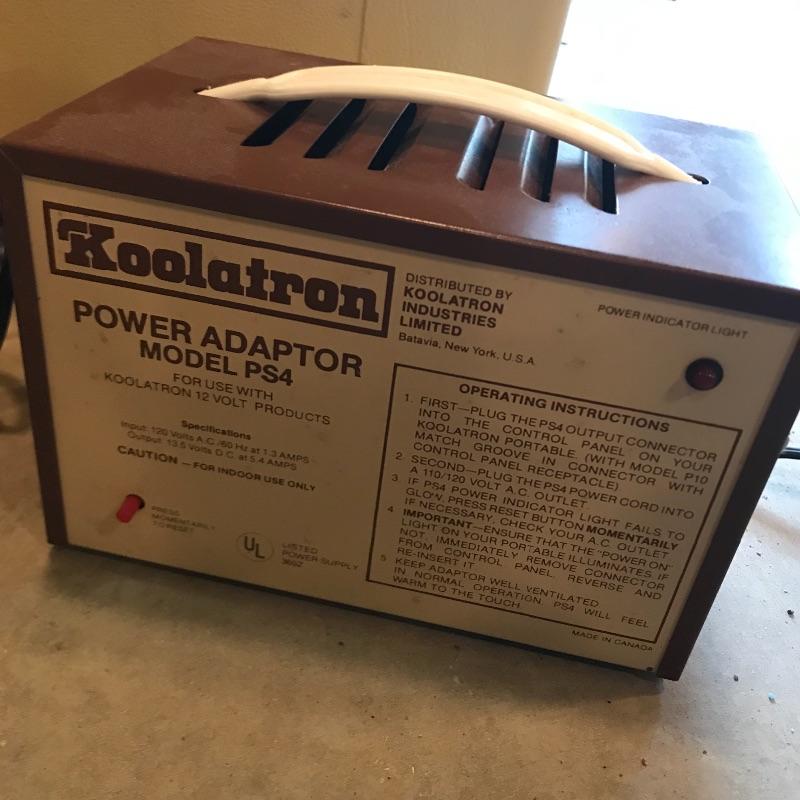 Koolatron
POWER ADAPTOR
MODEL PS4
FOR USE WITH
KOOLATRON 12 VOLT PRODUCTS
Specifications
Input: 120 Volts A.C./60 Hz at 1.3 AMPS
Output: 13.5 Volts D.C. at 5.4 AMPS
CAUTION — FOR INDOOR USE ONLY
PRESS
MOMENTARILY
TO RESET
UL
LISTED
POWER SUPPLY
360Z
DISTRIBUTED BY
KOOLATRON
INDUSTRIES
LIMITED
Batavia, New York, U.S.A.
POWER INDICATOR LIGHT
OPERATING INSTRUCTIONS
1. FIRST—PLUG THE PS4 OUTPUT CONNECTOR
INTO THE CONTROL PANEL ON YOUR
KOOLATRON PORTABLE. (WITH MODEL P10
MATCH GROOVE IN CONNECTOR WITH
CONTROL PANEL RECEPTACLE)
2. SECOND—PLUG THE PS4 POWER CORD INTO
A 110/120 VOLT A.C. OUTLET
3. IF PS4 POWER INDICATOR LIGHT FAILS TO
GLOW, PRESS RESET BUTTON MOMENTARILY
IF NECESSARY, CHECK YOUR A.C. OUTLET
4. IMPORTANT—ENSURE THAT THE "POWER ON"
LIGHT ON YOUR PORTABLE ILLUMINATES. IF
NOT, IMMEDIATELY REMOVE CONNECTOR
FROM CONTROL PANEL, REVERSE AND
RE-INSERT IT.
5. KEEP ADAPTOR WELL VENTILATED
IN NORMAL OPERATION PS4 WILL FEEL
WARM TO THE TOUCH
MADE IN CANADA